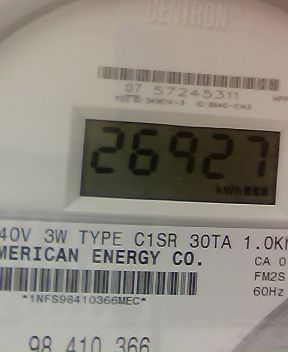 CENTRON
07 57245311
26927
kWh
40V 3W TYPE C1SR 30TA 1.0K
MERICAN ENERGY CO.
CA 0
FM2S
60Hz
*1NFS98410366MEC*
98 410 366